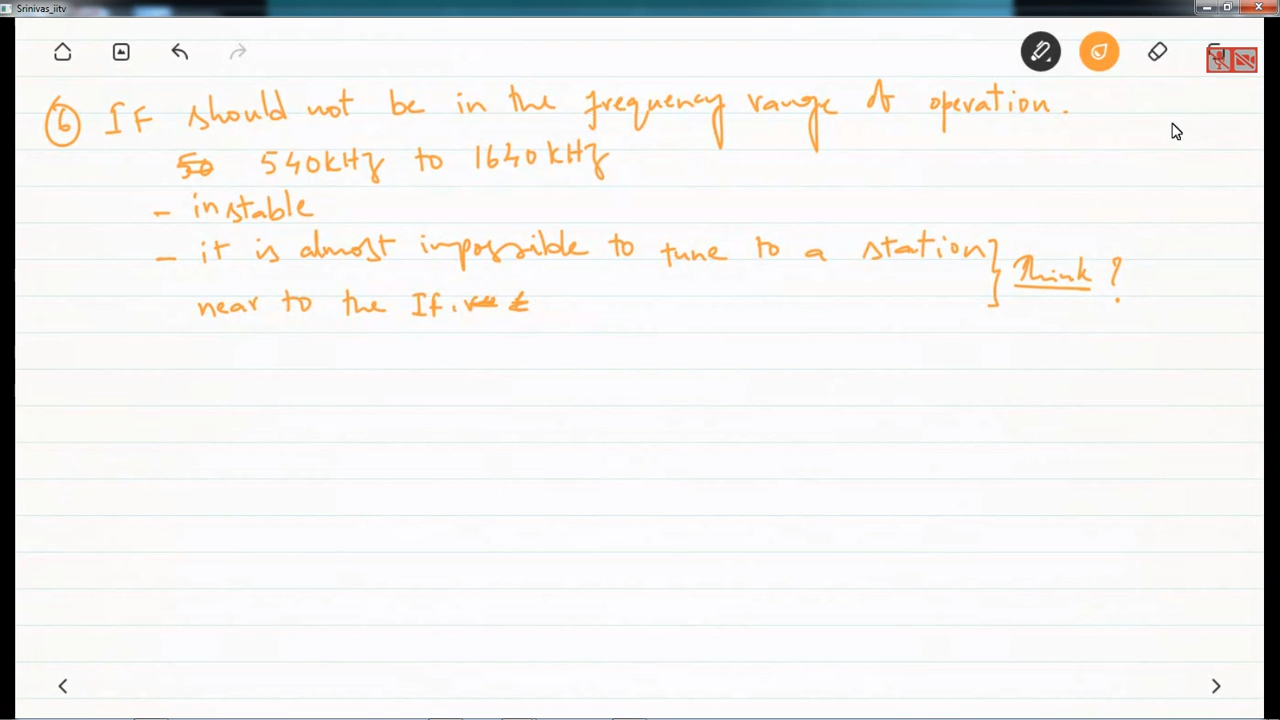 Srinivas_iitv
⑥ IF should not be in the frequency range of operation.
540kHz to 1640kHz
- instable
- it is almost impossible to tune to a station
near to the If.
Think ?